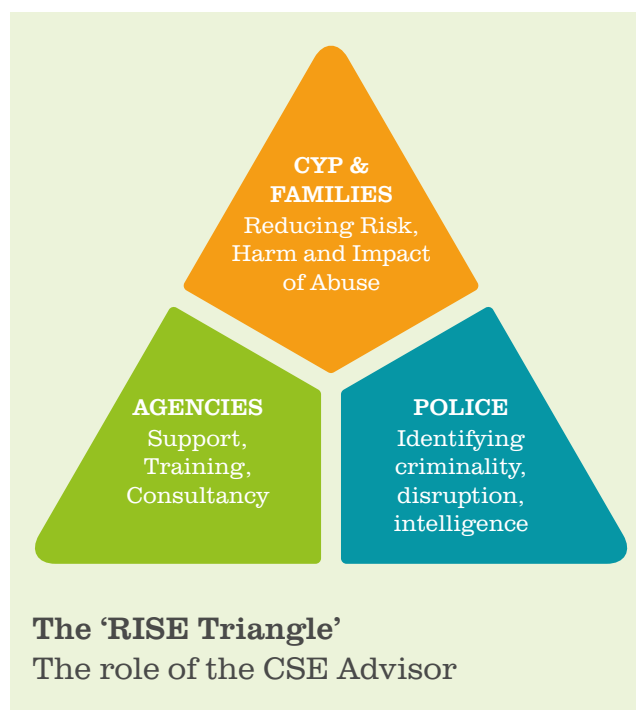 CYP &
FAMILIES
Reducing Risk,
Harm and Impact
of Abuse
AGENCIES
Support,
Training,
Consultancy
POLICE
Identifying
criminality,
disruption,
intelligence
The ‘RISE Triangle’
The role of the CSE Advisor